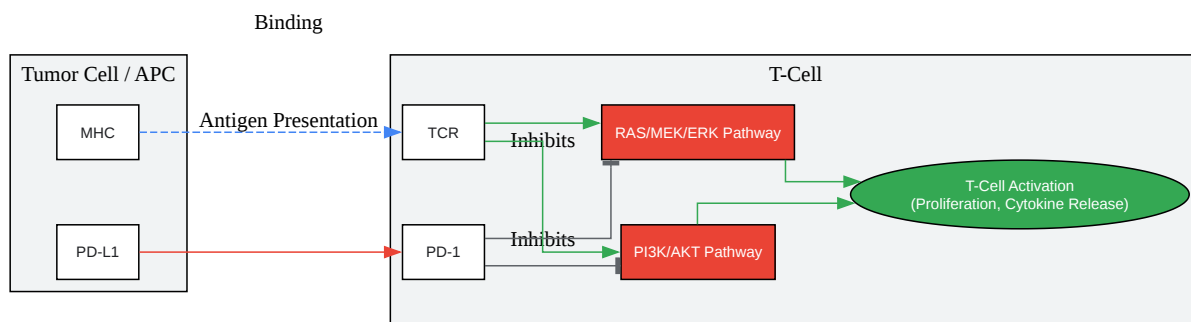 Binding
Tumor Cell / APC
T-Cell
MHC
Antigen Presentation
TCR
Inhibits
RAS/MEK/ERK Pathway
T-Cell Activation
(Proliferation, Cytokine Release)
PD-L1
PD-1
Inhibits
PI3K/AKT Pathway